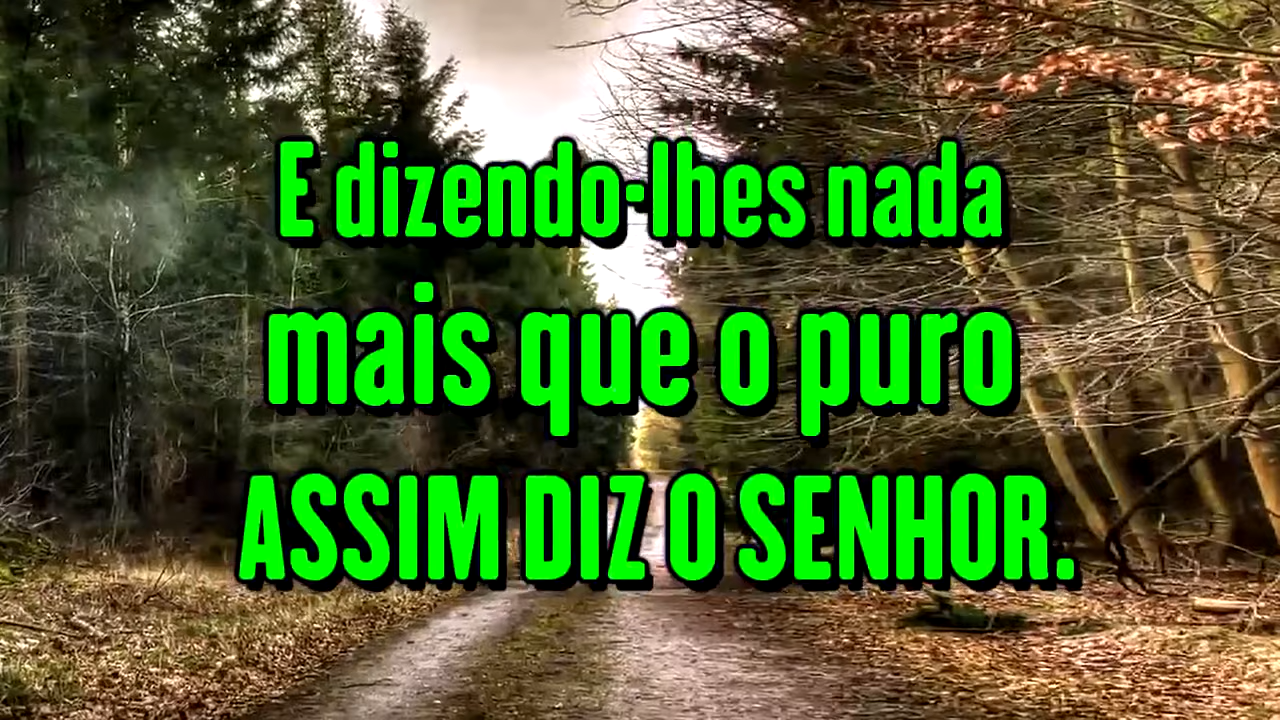 E dizendo-lhes nada
mais que o puro
ASSIM DIZ O SENHOR.